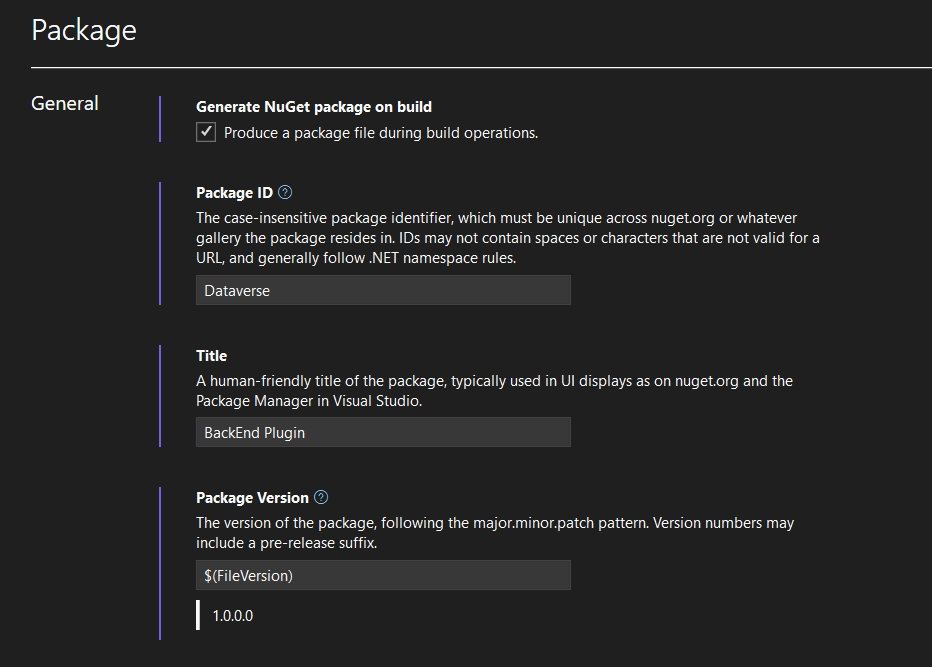 Package
General
Generate NuGet package on build
Produce a package file during build operations.
Package ID
The case-insensitive package identifier, which must be unique across nuget.org or whatever
gallery the package resides in. IDs may not contain spaces or characters that are not valid for a
URL, and generally follow .NET namespace rules.
Dataverse
Title
A human-friendly title of the package, typically used in UI displays as on nuget.org and the
Package Manager in Visual Studio.
BackEnd Plugin
Package Version
The version of the package, following the major.minor.patch pattern. Version numbers may
include a pre-release suffix.
$(FileVersion)
1.0.0.0